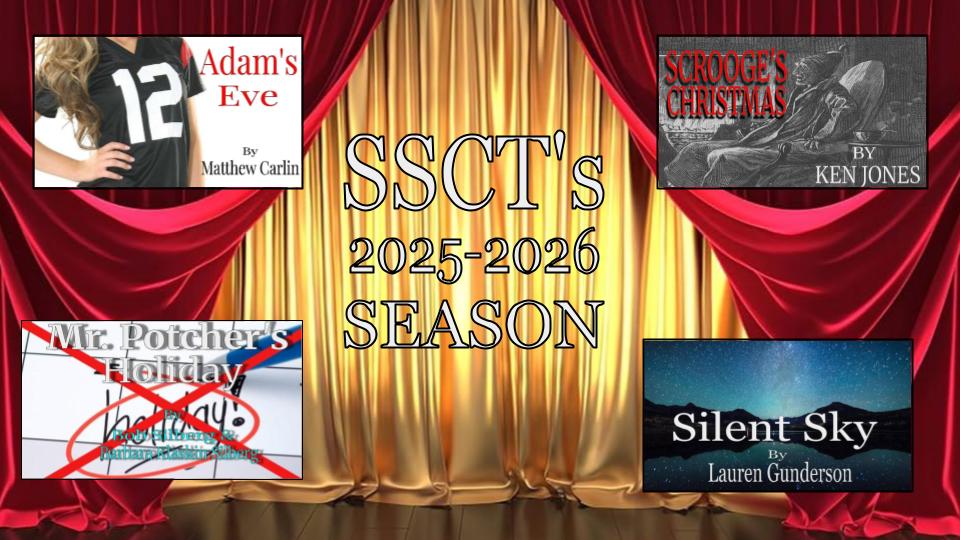 Adam's
Eve
By
Matthew Carlin
12
SCROOGE'S
CHRISTMAS
BY
KEN JONES
SSCT's
2025-2026
SEASON
Mr. Potcher's
Holiday
holiday!
Silent Sky
By
Lauren Gunderson